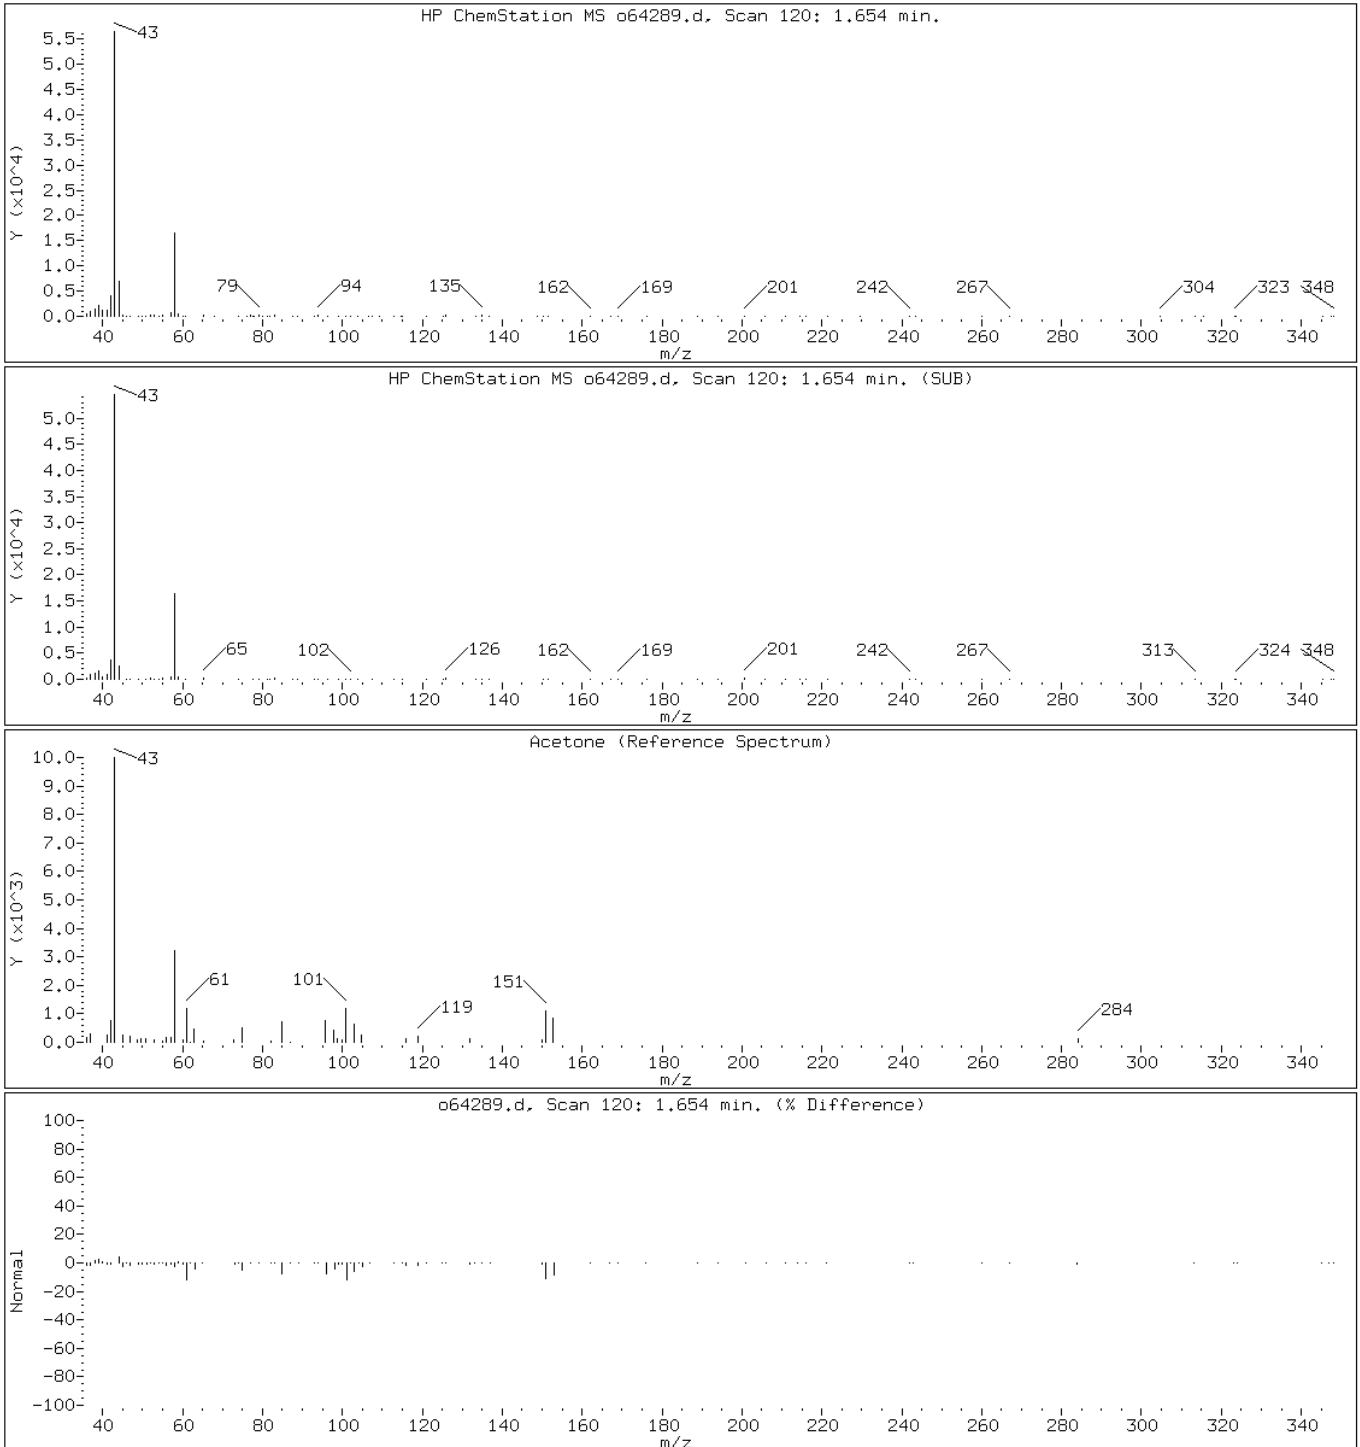 HP ChemStation MS o64289.d, Scan 120: 1.654 min.
43
5.5
5.0
4.5
4.0
3.5
3.0
2.5
2.0
1.5
1.0
0.5
0.0
Y (x10^4)
79 94 135 162 169 201 242 267 304 323 348
40 60 80 100 120 140 160 180 200 220 240 260 280 300 320 340
m/z
HP ChemStation MS o64289.d, Scan 120: 1.654 min. (SUB)
43
5.0
4.5
4.0
3.5
3.0
2.5
2.0
1.5
1.0
0.5
0.0
Y (x10^4)
65 102 126 162 169 201 242 267 313 324 348
40 60 80 100 120 140 160 180 200 220 240 260 280 300 320 340
m/z
Acetone (Reference Spectrum)
43
10.0
9.0
8.0
7.0
6.0
5.0
4.0
3.0
2.0
1.0
0.0
Y (x10^3)
61 101 119 151 284
40 60 80 100 120 140 160 180 200 220 240 260 280 300 320 340
m/z
o64289.d, Scan 120: 1.654 min. (% Difference)
100
80
60
40
20
0
-20
-40
-60
-80
-100
Normal
40 60 80 100 120 140 160 180 200 220 240 260 280 300 320 340
m/z